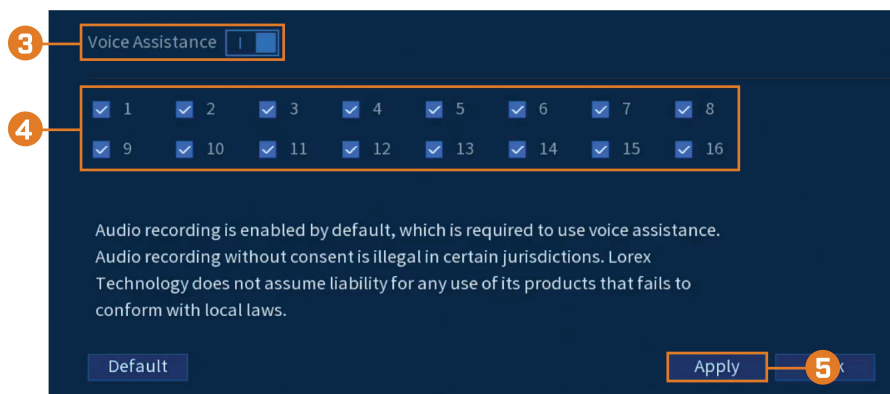 3
Voice Assistance
4
1 2 3 4 5 6 7 8
9 10 11 12 13 14 15 16
Audio recording is enabled by default, which is required to use voice assistance.
Audio recording without consent is illegal in certain jurisdictions. Lorex
Technology does not assume liability for any use of its products that fails to
conform with local laws.
Default Apply 5